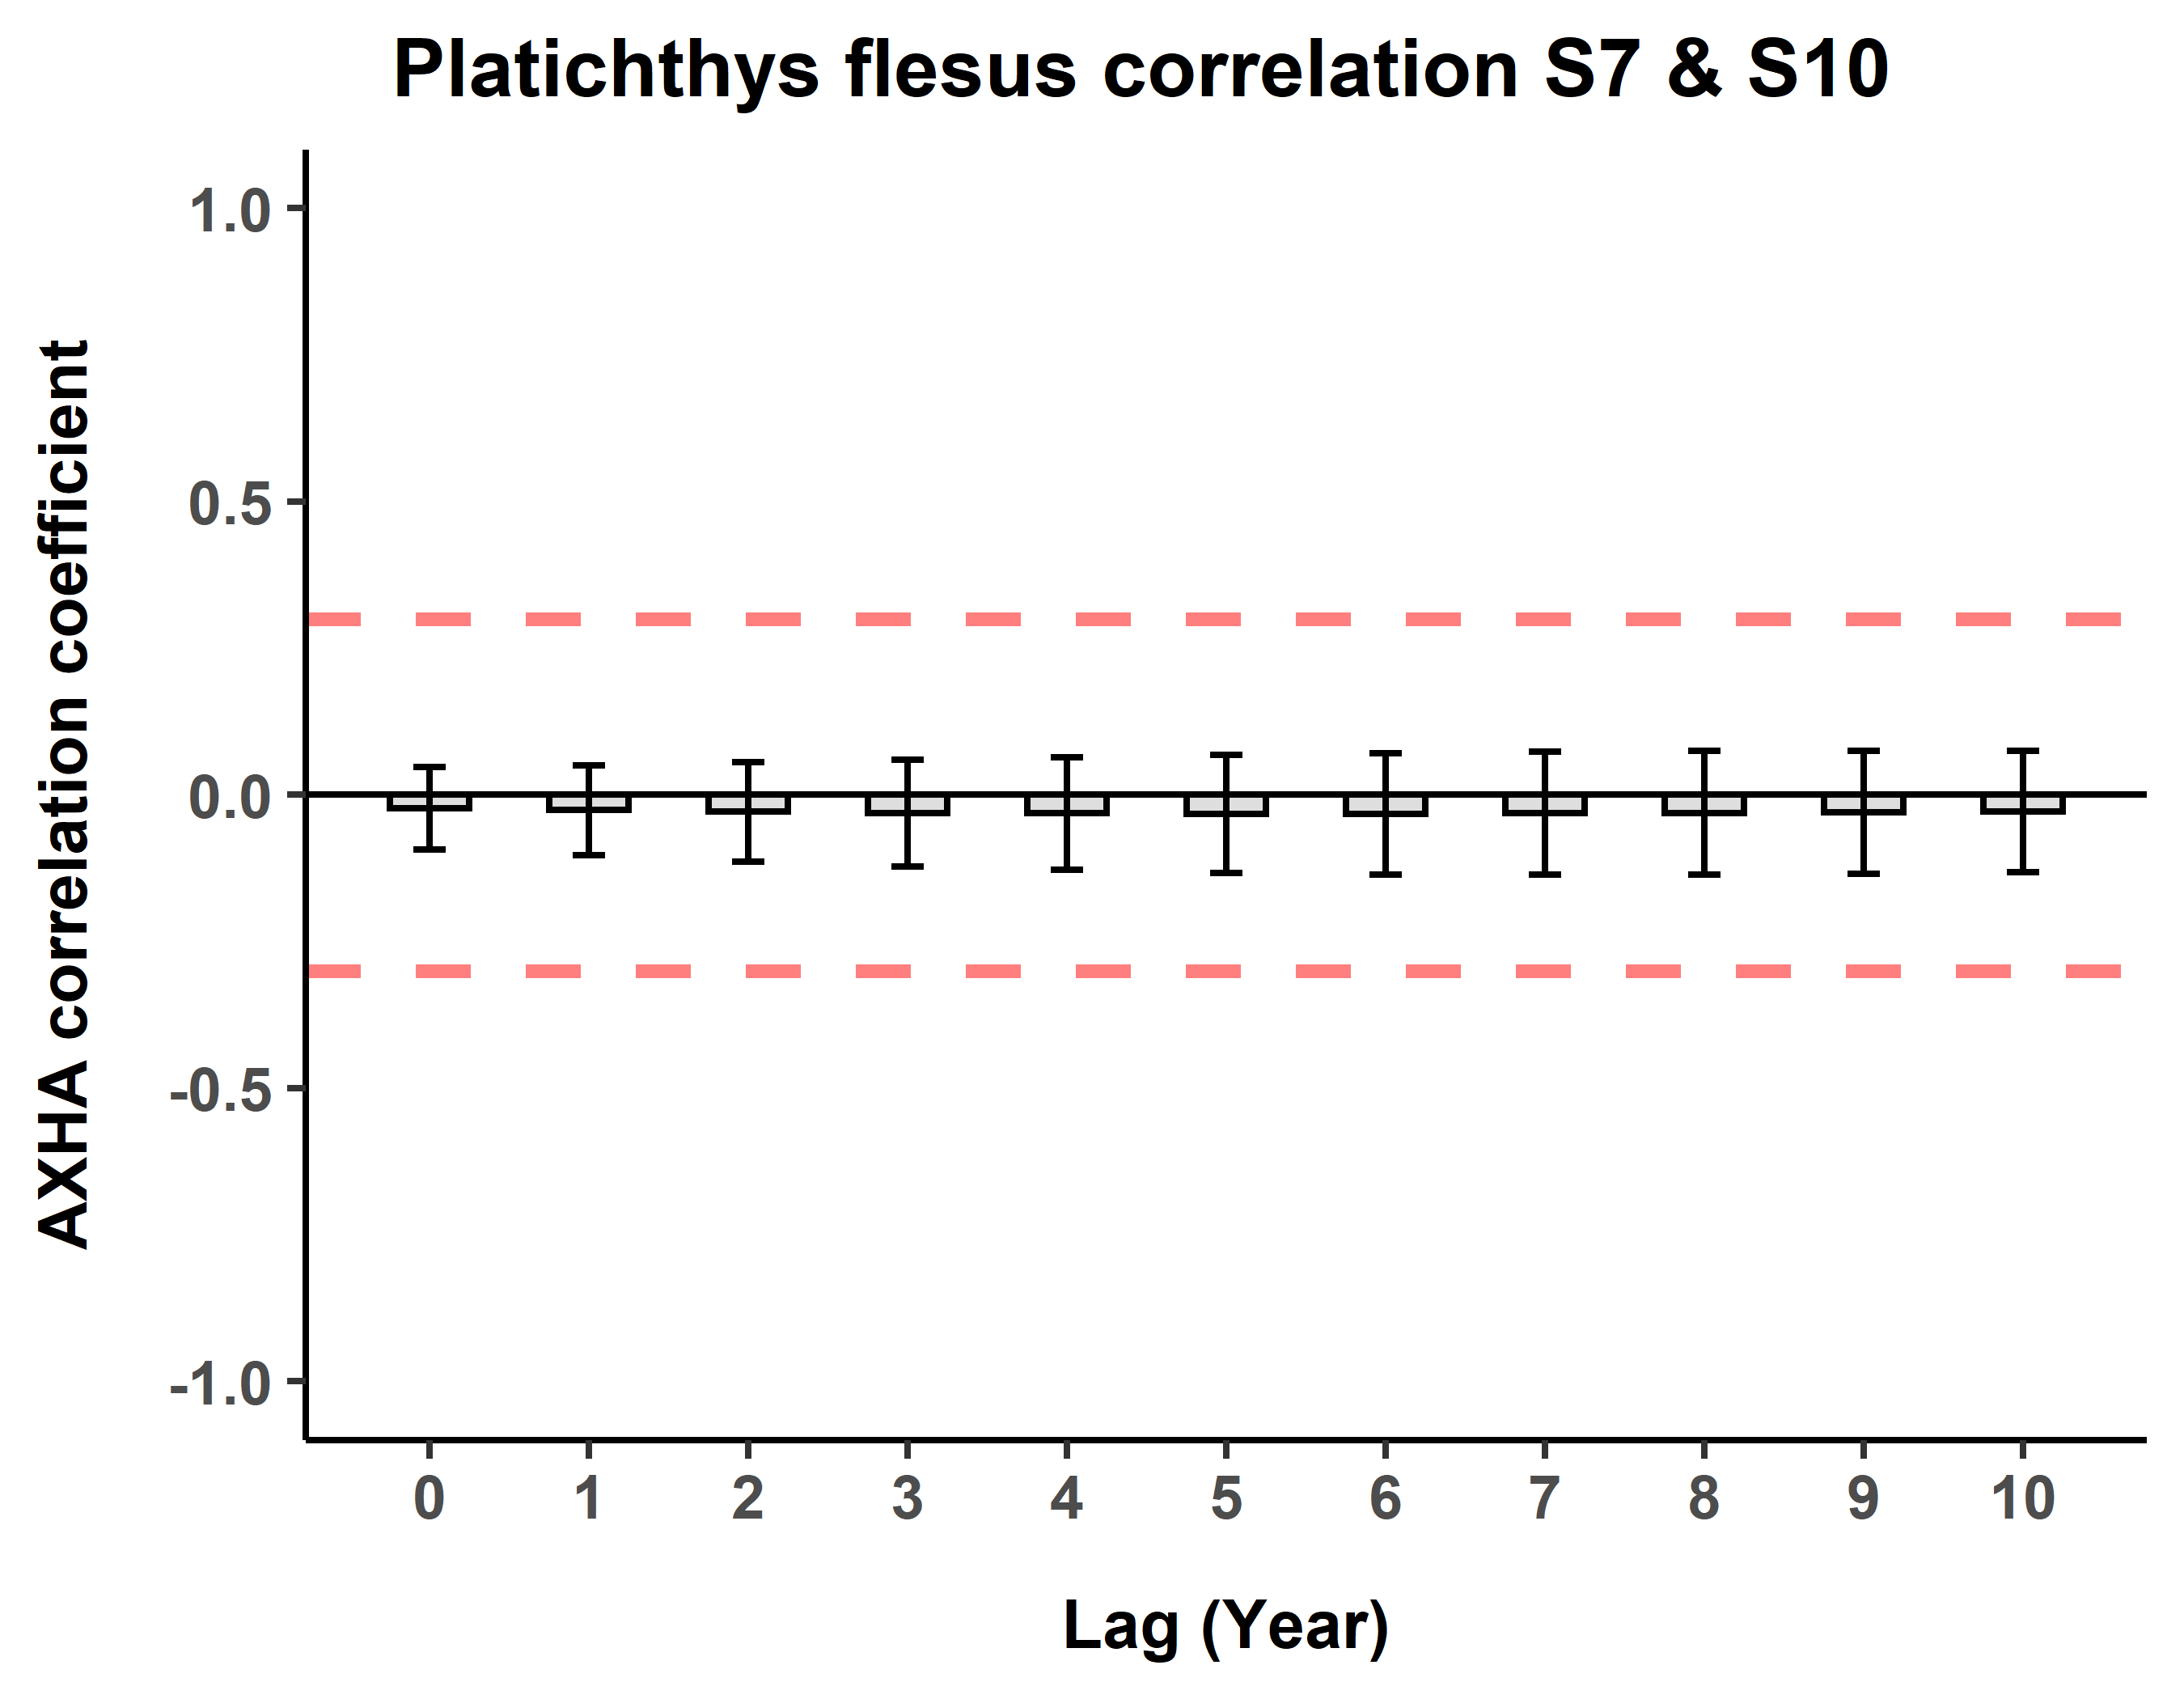 Platichthys flesus correlation S7 & S10
AXHA correlation coefficient
1.0
0.5
0.0
-0.5
-1.0
0 1 2 3 4 5 6 7 8 9 10
Lag (Year)